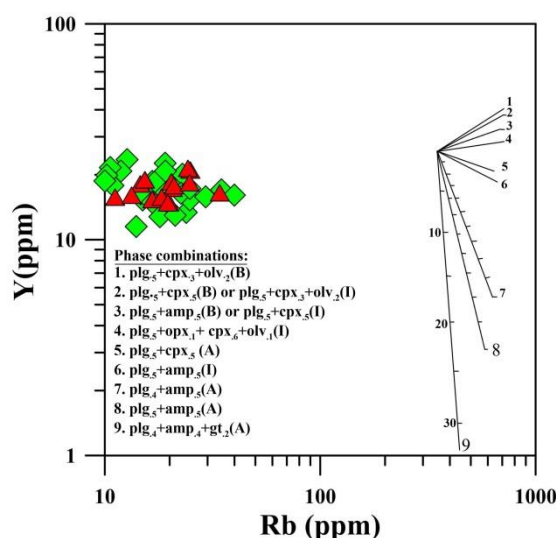 100
10
1
Y(ppm)
10
100
1000
Rb (ppm)
Phase combinations:
1. plg.5+cpx.3+olv.2(B)
2. plg.5+cpx.5(B) or plg.5+cpx.3+olv.2(I)
3. plg.5+amp.5(B) or plg.5+cpx.5(I)
4. plg.5+opx.1+ cpx.6+olv.1(I)
5. plg.5+cpx.5 (A)
6. plg.5+amp.5(I)
7. plg.4+amp.5(A)
8. plg.5+amp.5(A)
9. plg.4+amp.4+gt.2(A)
1
2
3
4
5
6
10
7
20
8
30
9